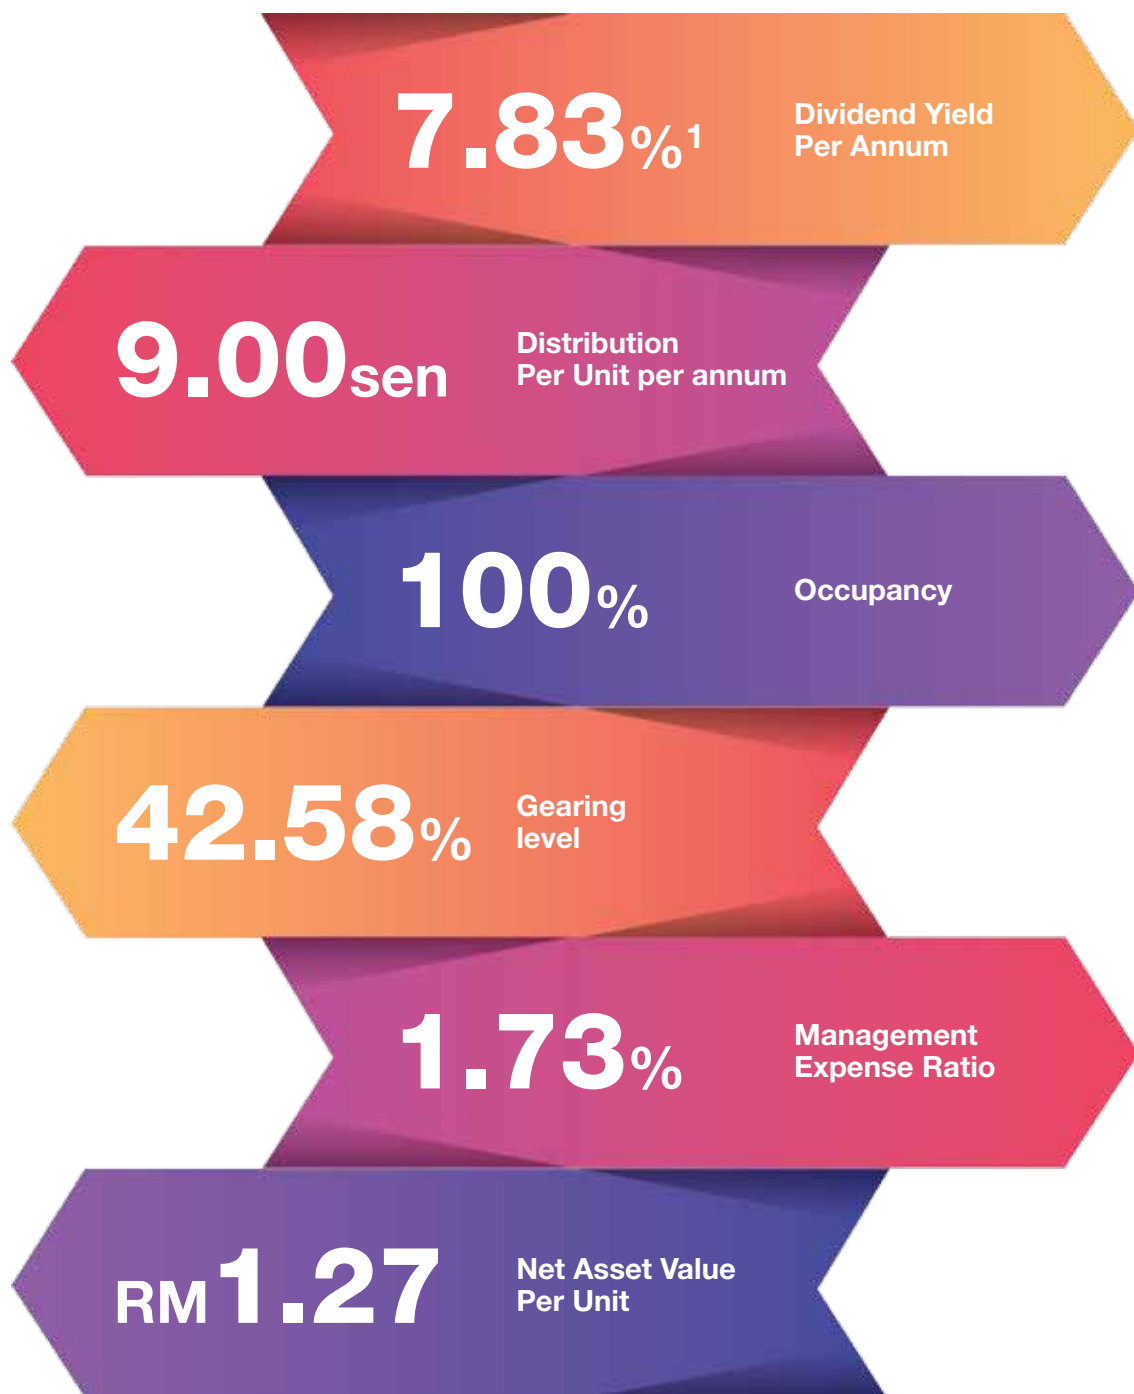 7.83%¹
Dividend Yield
Per Annum
9.00sen
Distribution
Per Unit per annum
100%
Occupancy
42.58%
Gearing
level
1.73%
Management
Expense Ratio
RM1.27
Net Asset Value
Per Unit